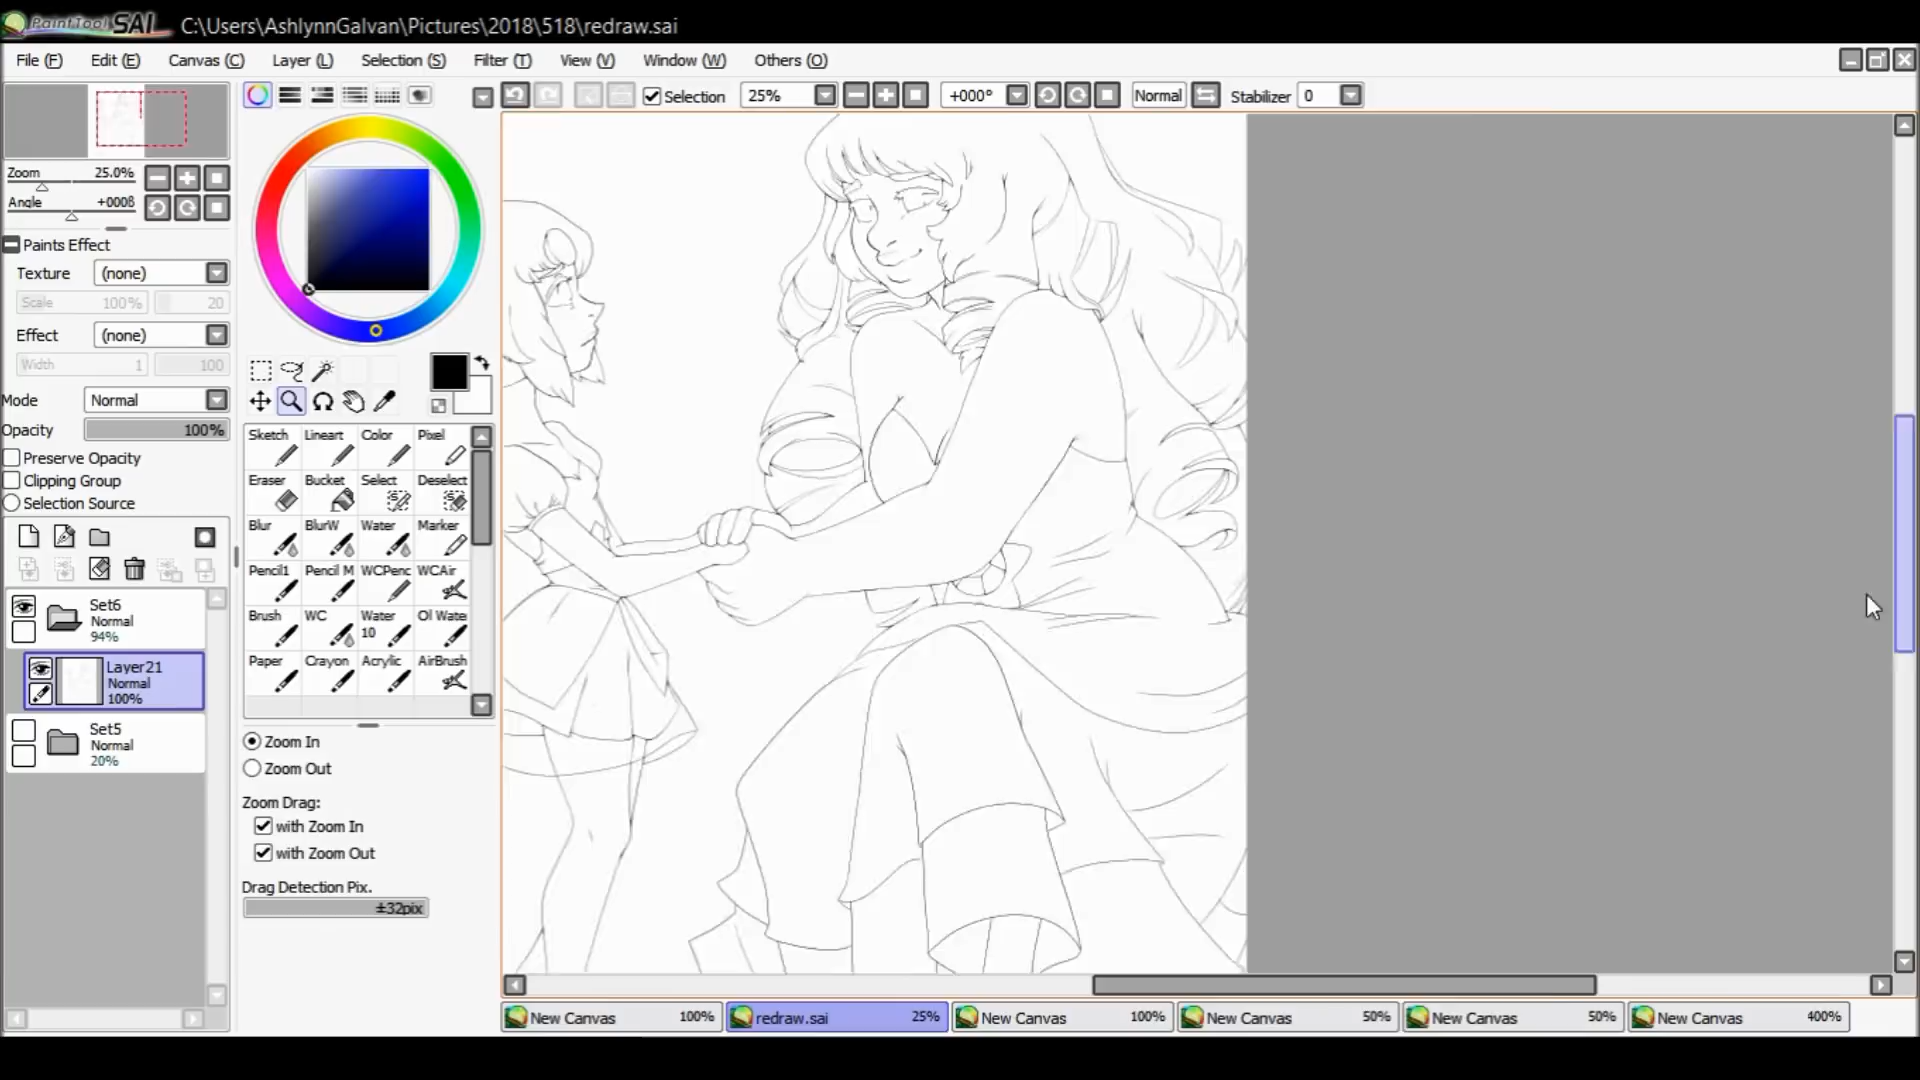 PaintTool SAI C:\Users\AshlynnGalvan\Pictures\2018\518\redraw.sai
File (F) Edit (E) Canvas (C) Layer (L) Selection (S) Filter (T) View (V) Window (W) Others (O)
Selection 25% +000° Normal Stabilizer 0
Zoom 25.0%
Angle +000ß
Paints Effect
Texture (none)
Scale 100% 20
Effect (none)
Width 1 100
Mode Normal
Opacity 100%
Preserve Opacity
Clipping Group
Selection Source
Set6
Normal
94%
Layer21
Normal
100%
Set5
Normal
20%
Sketch Lineart Color Pixel
Eraser Bucket Select Deselect
Blur BlurW Water Marker
Pencil1 Pencil M WCPenc WCAir
Brush WC Water 10 Ol Wate
Paper Crayon Acrylic AirBrush
Zoom In
Zoom Out
Zoom Drag:
with Zoom In
with Zoom Out
Drag Detection Pix.
±32pix
New Canvas 100% redraw.sai 25% New Canvas 100% New Canvas 50% New Canvas 50% New Canvas 400%